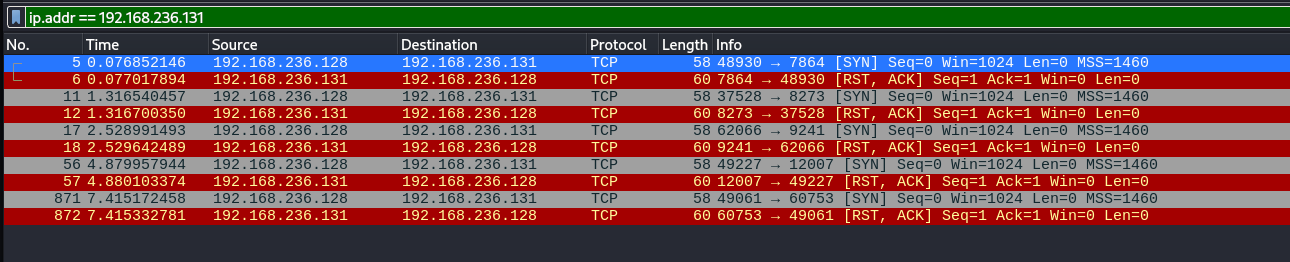 ip.addr == 192.168.236.131
No. Time Source Destination Protocol Length Info
5 0.076852146 192.168.236.128 192.168.236.131 TCP 58 48930 → 7864 [SYN] Seq=0 Win=1024 Len=0 MSS=1460
6 0.077017894 192.168.236.131 192.168.236.128 TCP 60 7864 → 48930 [RST, ACK] Seq=1 Ack=1 Win=0 Len=0
11 1.316540457 192.168.236.128 192.168.236.131 TCP 58 37528 → 8273 [SYN] Seq=0 Win=1024 Len=0 MSS=1460
12 1.316700350 192.168.236.131 192.168.236.128 TCP 60 8273 → 37528 [RST, ACK] Seq=1 Ack=1 Win=0 Len=0
17 2.528991493 192.168.236.128 192.168.236.131 TCP 58 62066 → 9241 [SYN] Seq=0 Win=1024 Len=0 MSS=1460
18 2.529642489 192.168.236.131 192.168.236.128 TCP 60 9241 → 62066 [RST, ACK] Seq=1 Ack=1 Win=0 Len=0
56 4.879957944 192.168.236.128 192.168.236.131 TCP 58 49227 → 12007 [SYN] Seq=0 Win=1024 Len=0 MSS=1460
57 4.880103374 192.168.236.131 192.168.236.128 TCP 60 12007 → 49227 [RST, ACK] Seq=1 Ack=1 Win=0 Len=0
871 7.415172458 192.168.236.128 192.168.236.131 TCP 58 49061 → 60753 [SYN] Seq=0 Win=1024 Len=0 MSS=1460
872 7.415332781 192.168.236.131 192.168.236.128 TCP 60 60753 → 49061 [RST, ACK] Seq=1 Ack=1 Win=0 Len=0